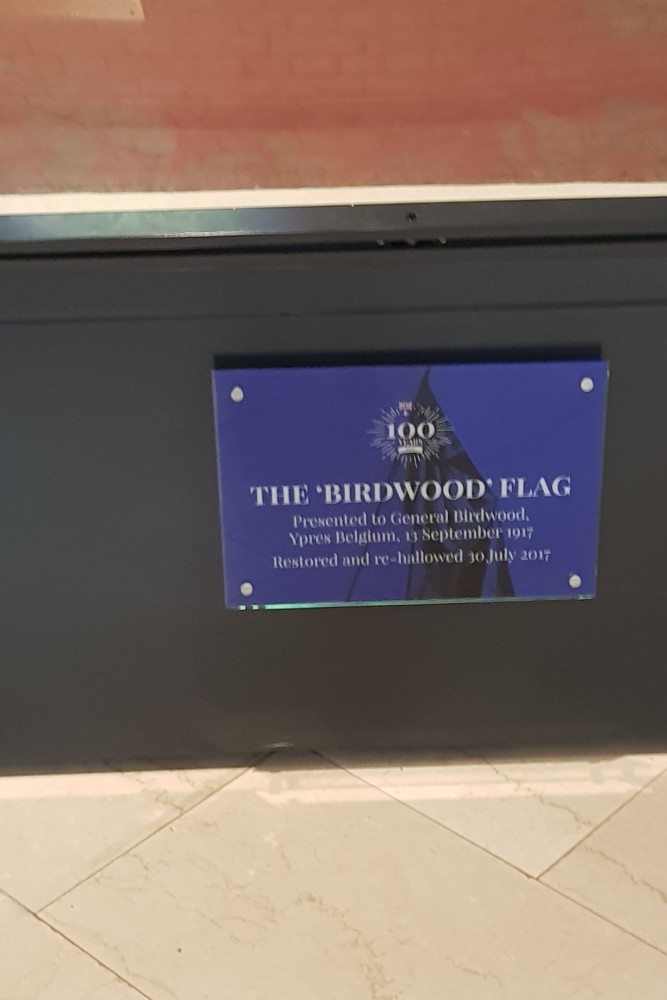 100
YEARS
THE ‘BIRDWOOD’ FLAG
Presented to General Birdwood,
Ypres Belgium, 13 September 1917
Restored and re-hallowed 30 July 2017